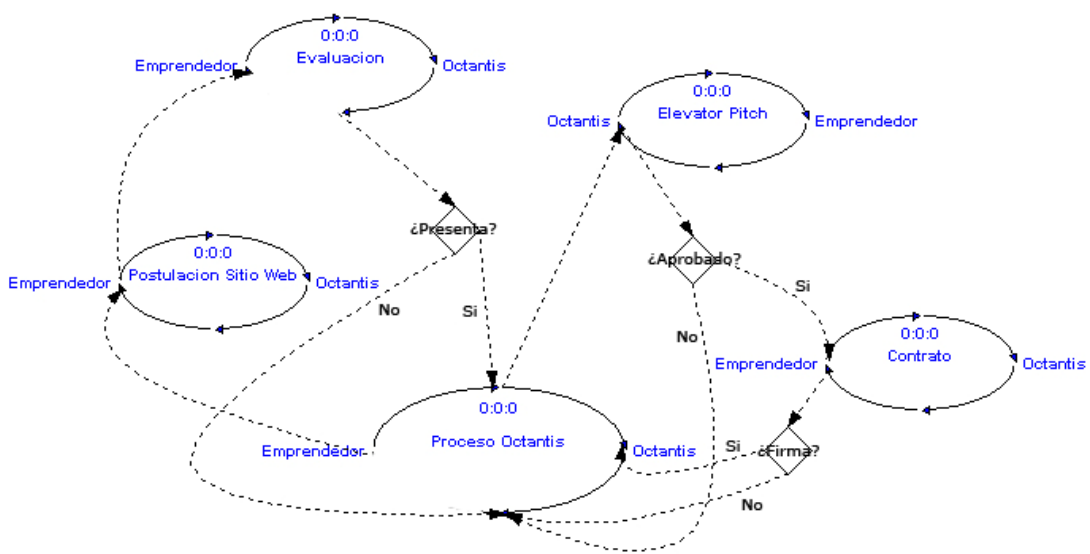 0:0:0
Evaluacion
Emprendedor
Octantis
0:0:0
Elevator Pitch
Octantis
Emprendedor
¿Presenta?
¿Aprobado?
0:0:0
Postulacion Sitio Web
Emprendedor
Octantis
No
Si
Si
No
0:0:0
Contrato
Emprendedor
Octantis
0:0:0
Proceso Octantis
Emprendedor
Octantis
Si
¿Firma?
No